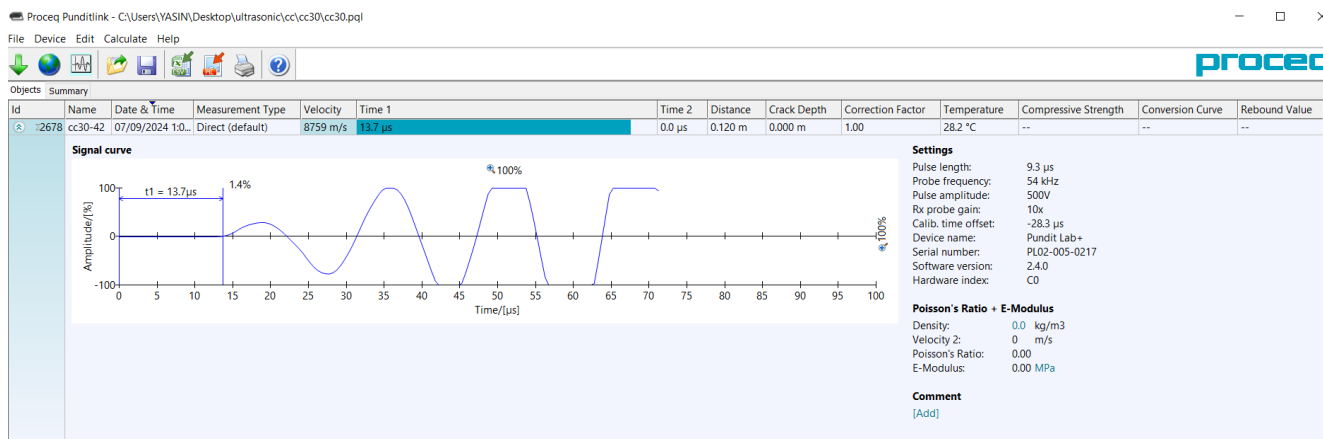 Proceq Punditlink - C:\Users\YASIN\Desktop\ultrasonic\cc\cc30\cc30.pql
File Device Edit Calculate Help
proceq
Objects Summary
Id Name Date & Time Measurement Type Velocity Time 1 Time 2 Distance Crack Depth Correction Factor Temperature Compressive Strength Conversion Curve Rebound Value
2678 cc30-42 07/09/2024 1:0... Direct (default) 8759 m/s 13.7 µs 0.0 µs 0.120 m 0.000 m 1.00 28.2 °C -- -- --
Signal curve
100%
t1 = 13.7µs
1.4%
Amplitude/[%]
100
0
-100
100%
0 5 10 15 20 25 30 35 40 45 50 55 60 65 70 75 80 85 90 95 100
Time/[µs]
Settings
Pulse length: 9.3 µs
Probe frequency: 54 kHz
Pulse amplitude: 500V
Rx probe gain: 10x
Calib. time offset: -28.3 µs
Device name: Pundit Lab+
Serial number: PL02-005-0217
Software version: 2.4.0
Hardware index: C0
Poisson's Ratio + E-Modulus
Density: 0.0 kg/m3
Velocity 2: 0 m/s
Poisson's Ratio: 0.00
E-Modulus: 0.00 MPa
Comment
[Add]